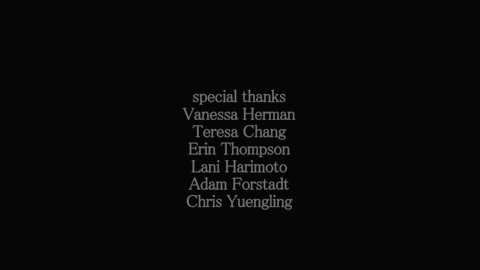 special thanks
Vanessa Herman
Teresa Chang
Erin Thompson
Lani Harimoto
Adam Forstadt
Chris Yuengling